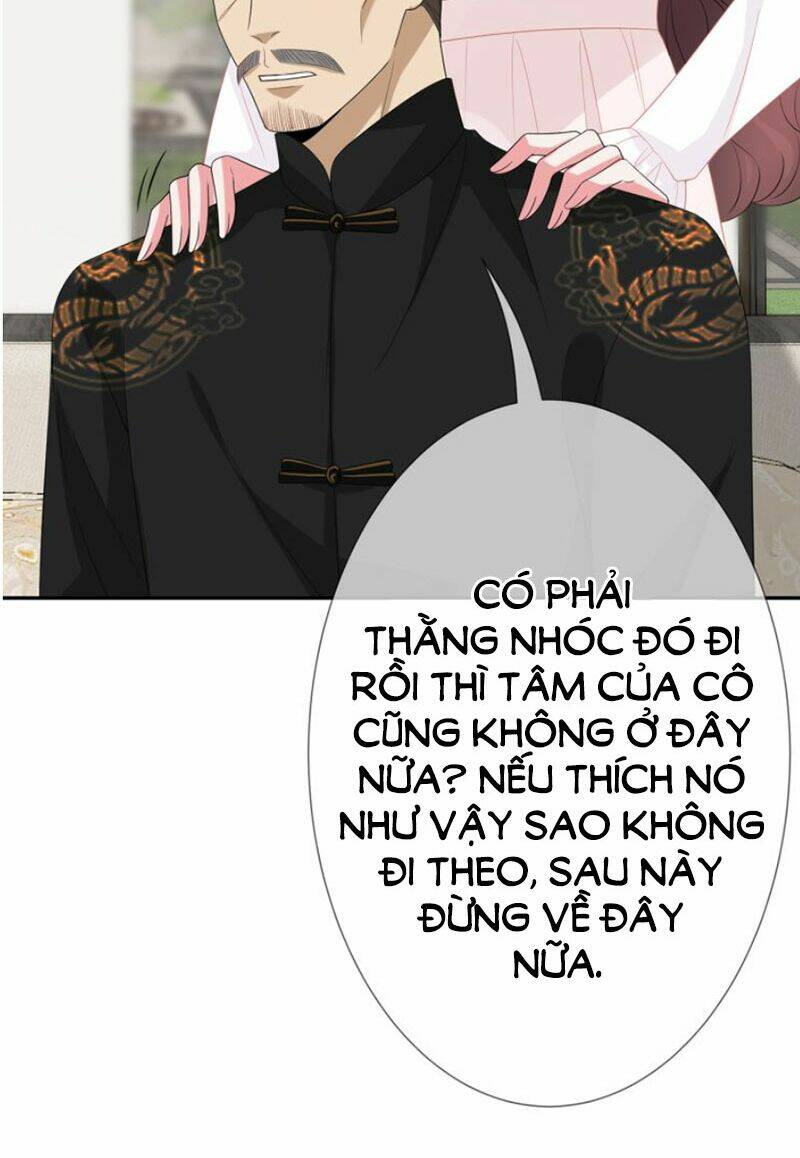 CÓ PHẢI
THẰNG NHÓC ĐÓ ĐI
RỒI THÌ TÂM CỦA CÔ
CŨNG KHÔNG Ở ĐÂY
NỮA? NẾU THÍCH NÓ
NHƯ VẬY SAO KHÔNG
ĐI THEO, SAU NÀY
ĐỪNG VỀ ĐÂY
NỮA.